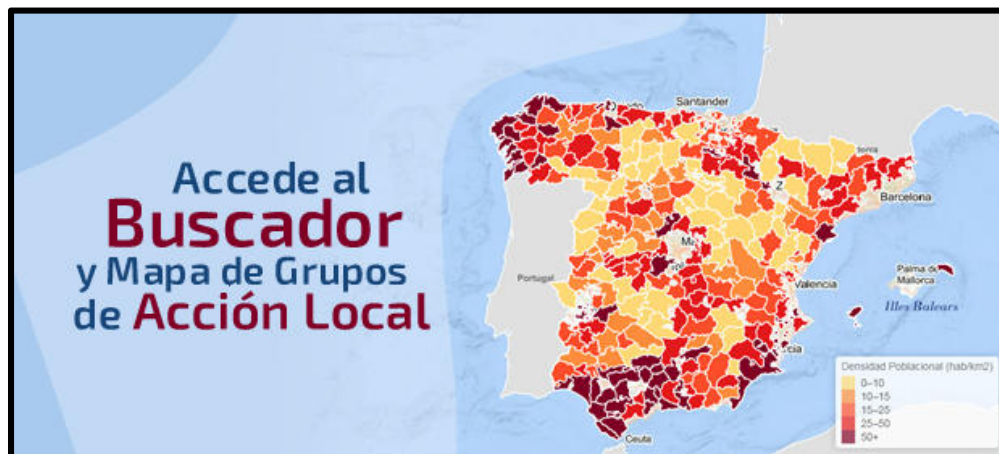 Accede al
Buscador
y Mapa de Grupos
de Acción Local
Santander
Barcelona
Portugal
Palma de
Mallorca
Valencia
Illes Balears
Ceuta
Densidad Poblacional (hab/km2)
0–10
10–15
15–25
25–50
50+